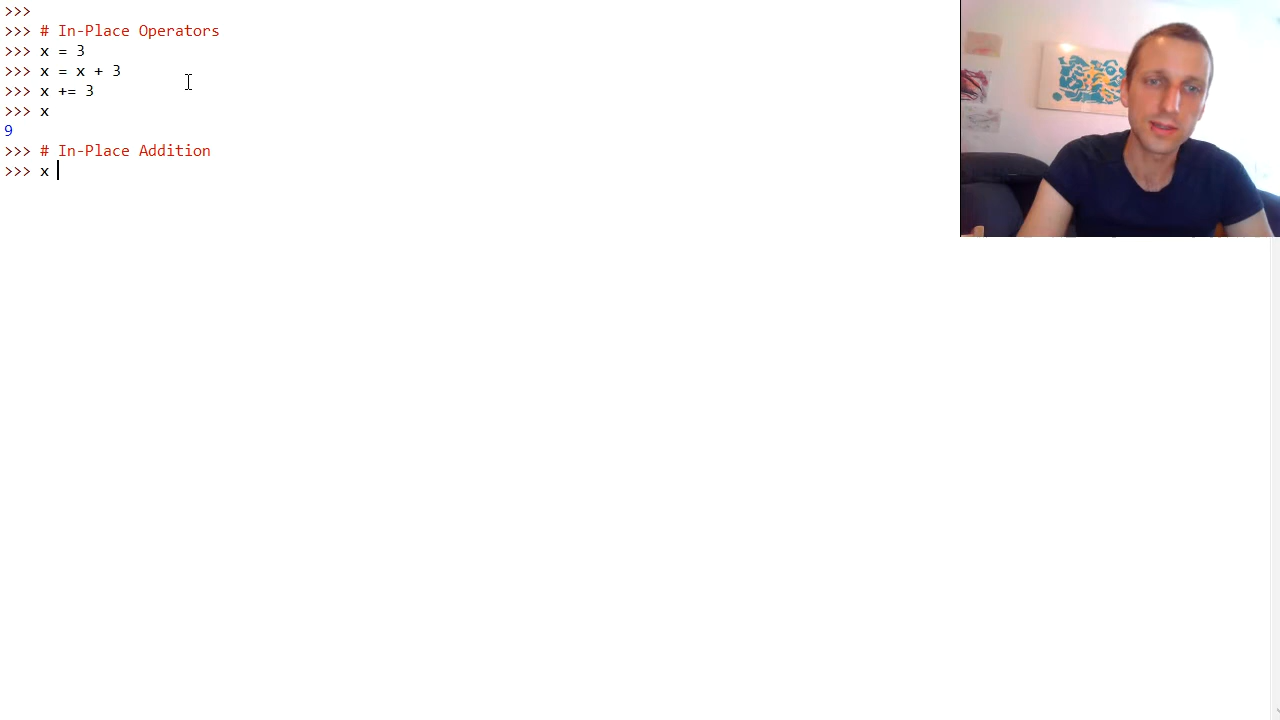 >>>
>>> # In-Place Operators
>>> x = 3
>>> x = x + 3
>>> x += 3
>>> x
9
>>> # In-Place Addition
>>> x